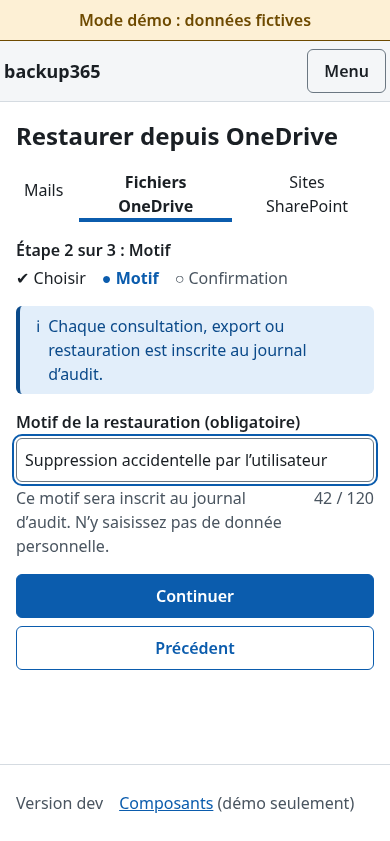 Mode démo : données fictives
backup365
Menu
Restaurer depuis OneDrive
Mails
Fichiers
OneDrive
Sites
SharePoint
Étape 2 sur 3 : Motif
✔ Choisir ● Motif ○ Confirmation
i Chaque consultation, export ou
restauration est inscrite au journal
d’audit.
Motif de la restauration (obligatoire)
Suppression accidentelle par l’utilisateur
Ce motif sera inscrit au journal
d’audit. N’y saisissez pas de donnée
personnelle.
42 / 120
Continuer
Précédent
Version dev Composants (démo seulement)